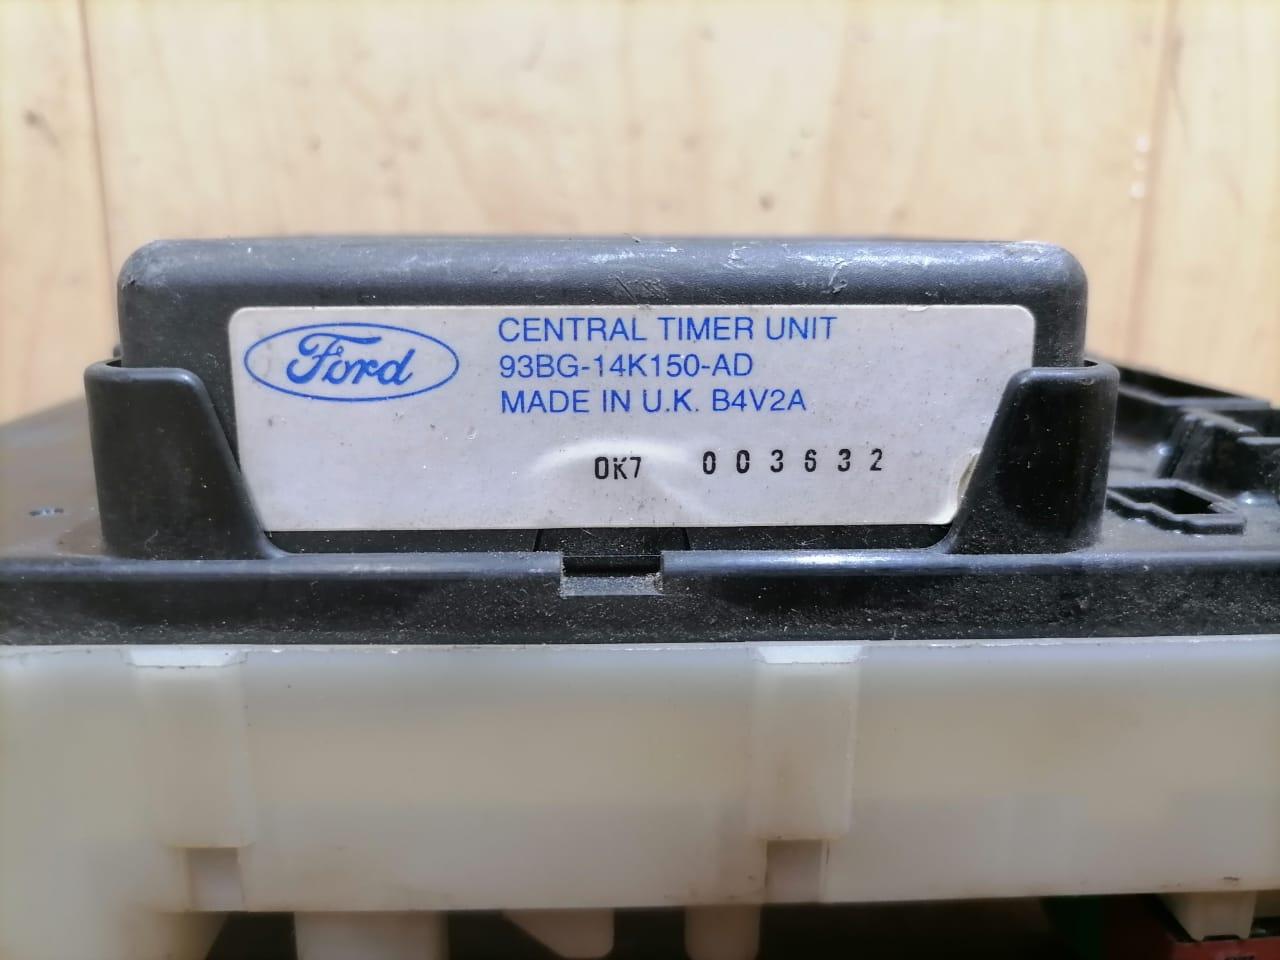 Ford
CENTRAL TIMER UNIT
93BG-14K150-AD
MADE IN U.K. B4V2A
0K7 003632